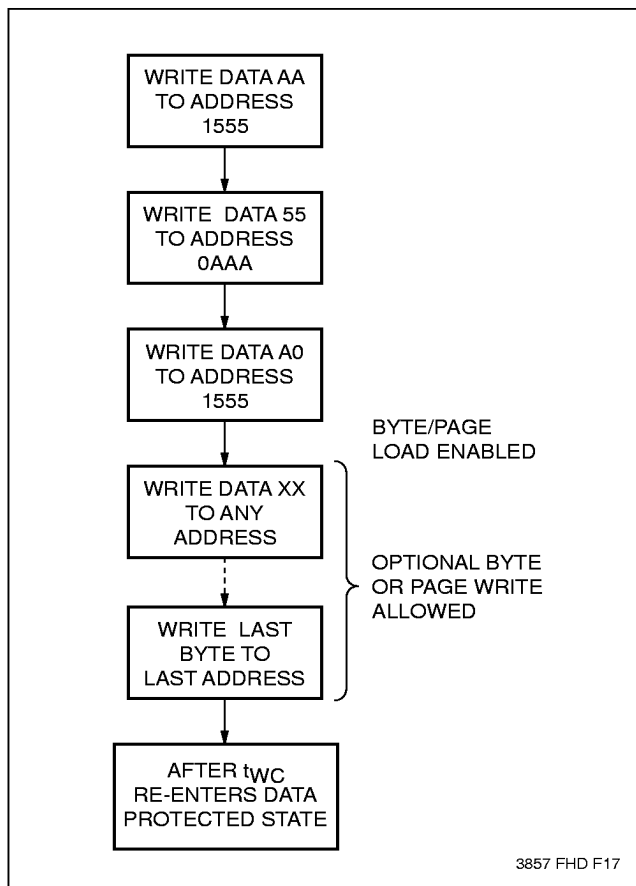 WRITE DATA AA
TO ADDRESS
1555
WRITE DATA 55
TO ADDRESS
0AAA
WRITE DATA A0
TO ADDRESS
1555
BYTE/PAGE
LOAD ENABLED
WRITE DATA XX
TO ANY
ADDRESS
OPTIONAL BYTE
OR PAGE WRITE
ALLOWED
WRITE LAST
BYTE TO
LAST ADDRESS
AFTER tWC
RE-ENTERS DATA
PROTECTED STATE
3857 FHD F17